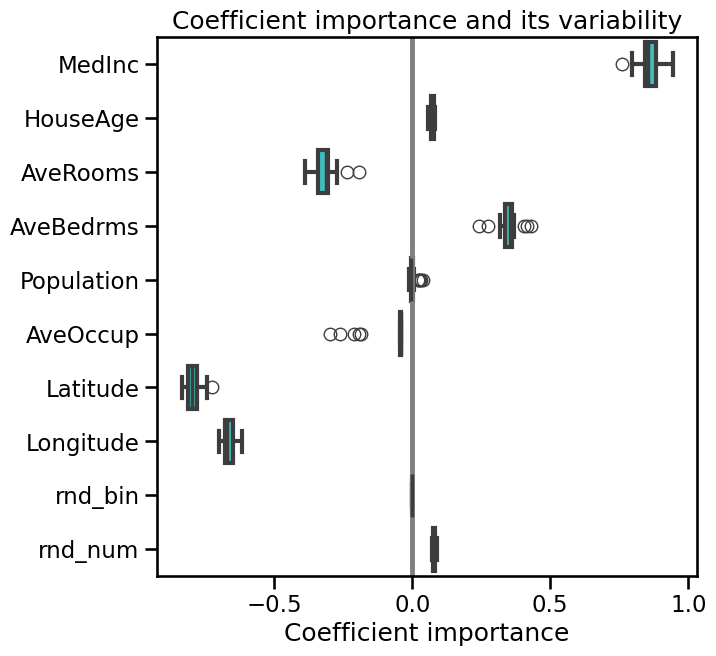 Coefficient importance and its variability
MedInc
HouseAge
AveRooms
AveBedrms
Population
AveOccup
Latitude
Longitude
rnd_bin
rnd_num
−0.5 0.0 0.5 1.0
Coefficient importance